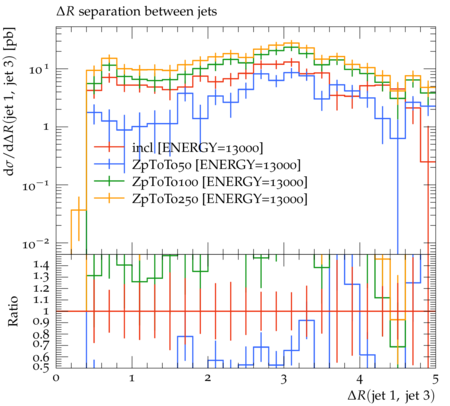 ΔR separation between jets
dσ/dΔR(jet 1, jet 3) [pb]
10¹
1
10⁻¹
10⁻²
incl [ENERGY=13000]
ZpToTo50 [ENERGY=13000]
ZpToTo100 [ENERGY=13000]
ZpToTo250 [ENERGY=13000]
Ratio
1.4
1.3
1.2
1.1
1
0.9
0.8
0.7
0.6
0.5
0 1 2 3 4 5
ΔR(jet 1, jet 3)